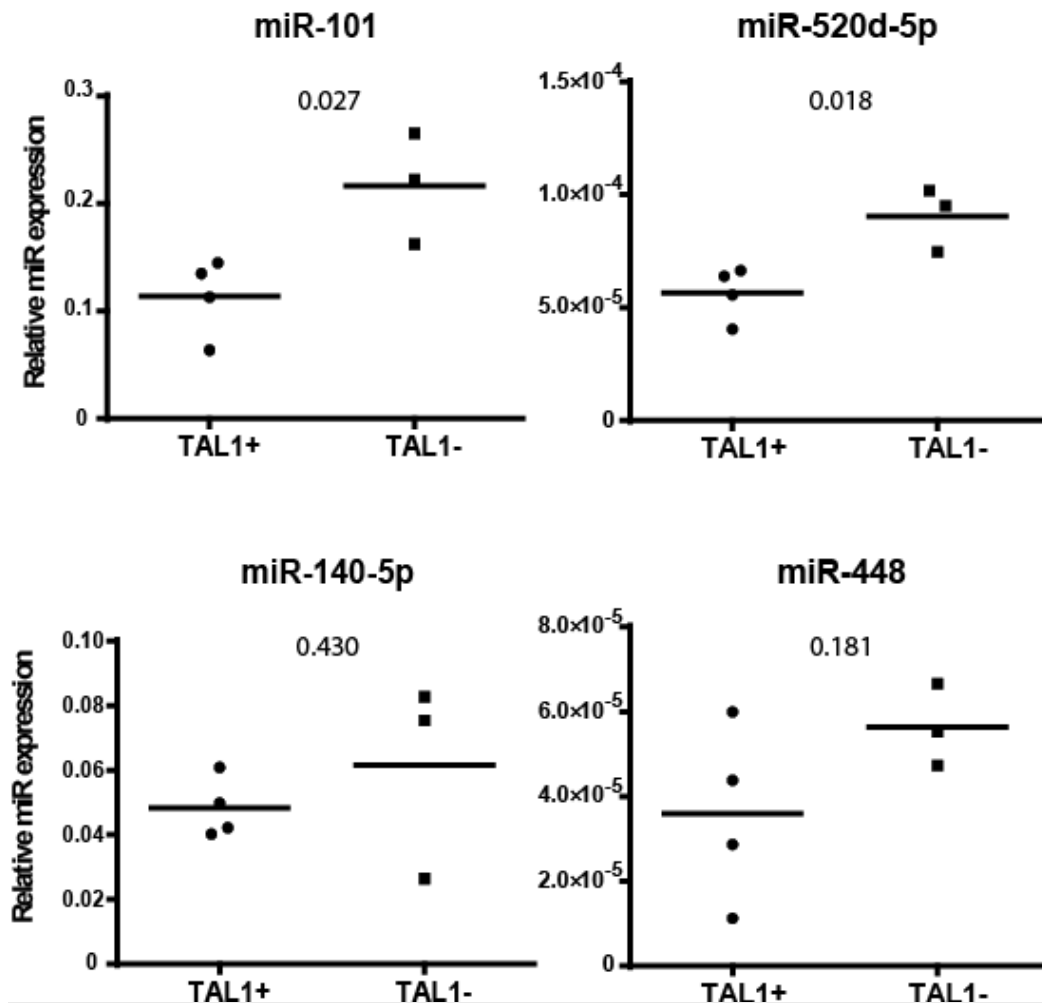 miR-101
0.3
0.027
0.2
0.1
0
Relative miR expression
TAL1+ TAL1-
miR-520d-5p
1.5×10⁻⁴
0.018
1.0×10⁻⁴
5.0×10⁻⁵
0
TAL1+ TAL1-
miR-140-5p
0.10
0.430
0.08
0.06
0.04
0.02
0
Relative miR expression
TAL1+ TAL1-
miR-448
8.0×10⁻⁵
0.181
6.0×10⁻⁵
4.0×10⁻⁵
2.0×10⁻⁵
0
TAL1+ TAL1-